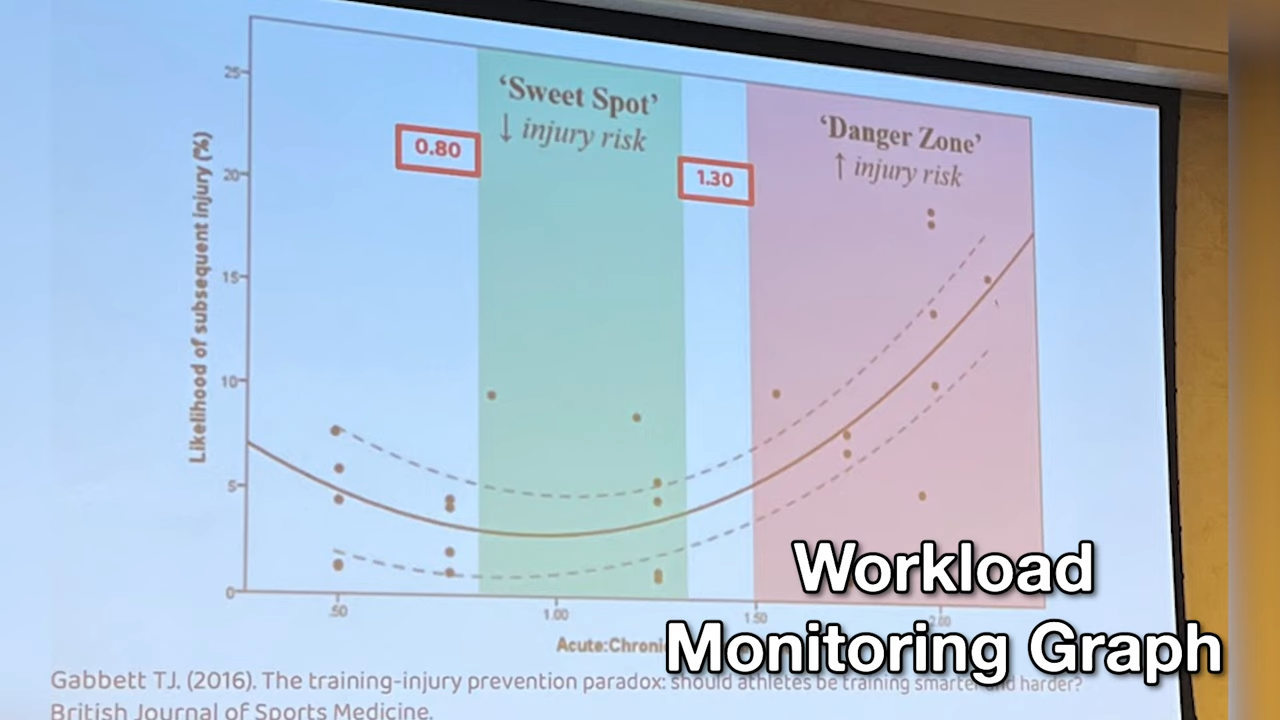 'Sweet Spot'
↓ injury risk
'Danger Zone'
↑ injury risk
0.80
1.30
Likelihood of subsequent injury (%)
25
20
15
10
5
0
.50
1.00
1.50
2.00
Acute:Chroni
Workload
Monitoring Graph
Gabbett TJ. (2016). The training-injury prevention paradox: should athletes be training smarter and harder?
British Journal of Sports Medicine.